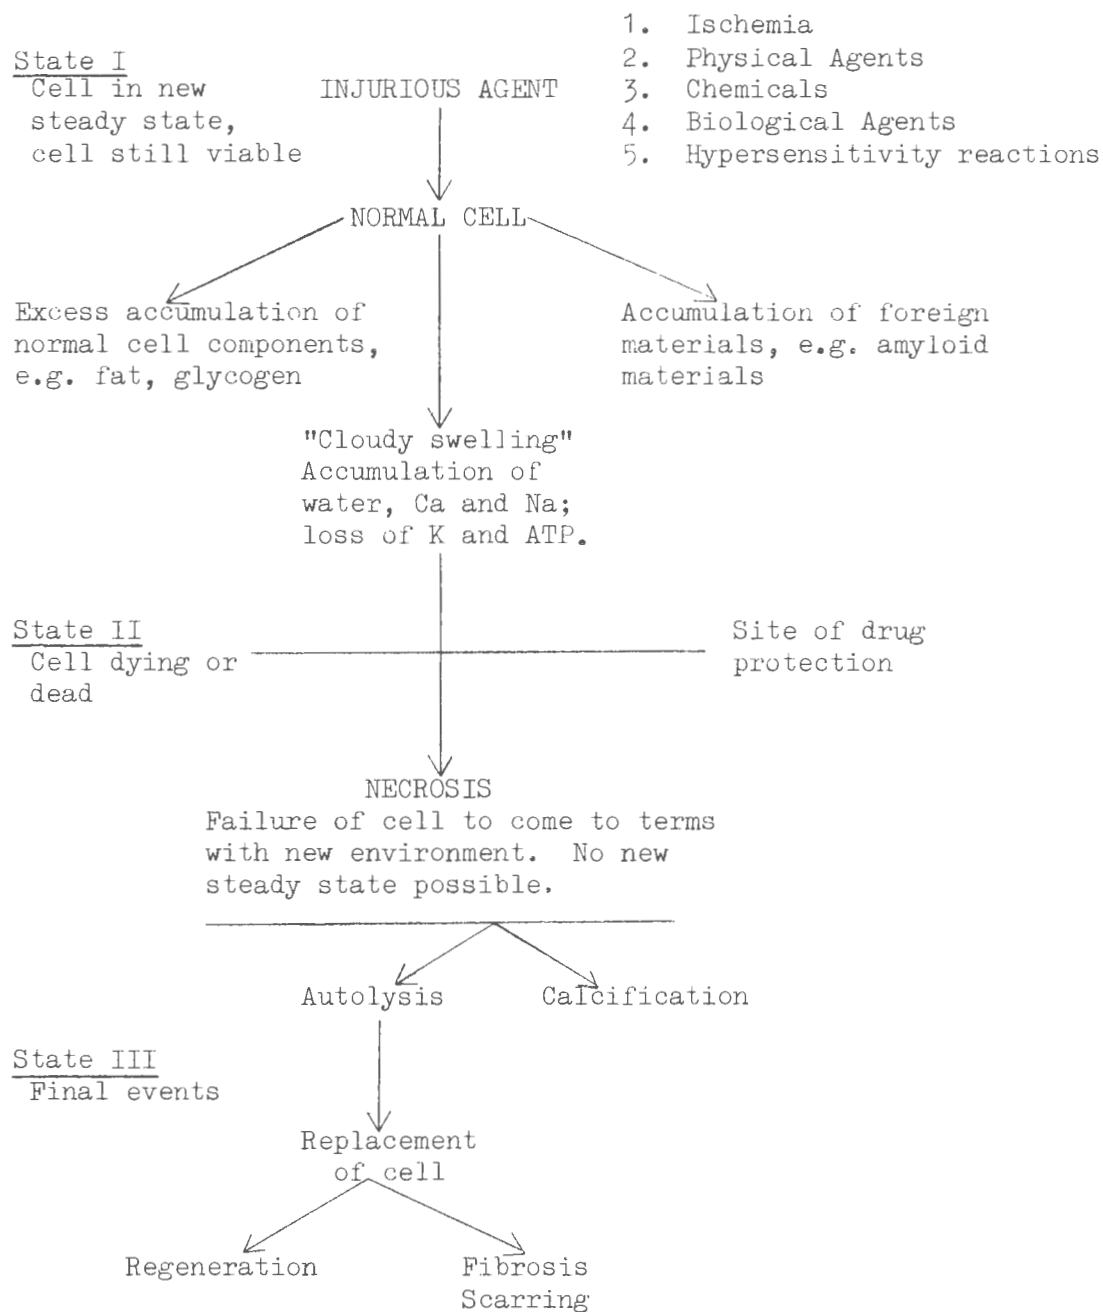 State I
Cell in new
steady state,
cell still viable
INJURIOUS AGENT
1. Ischemia
2. Physical Agents
3. Chemicals
4. Biological Agents
5. Hypersensitivity reactions
NORMAL CELL
Excess accumulation of
normal cell components,
e.g. fat, glycogen
Accumulation of foreign
materials, e.g. amyloid
materials
"Cloudy swelling"
Accumulation of
water, Ca and Na;
loss of K and ATP.
State II
Cell dying or
dead
Site of drug
protection
NECROSIS
Failure of cell to come to terms
with new environment. No new
steady state possible.
Autolysis
Calcification
State III
Final events
Replacement
of cell
Regeneration
Fibrosis
Scarring